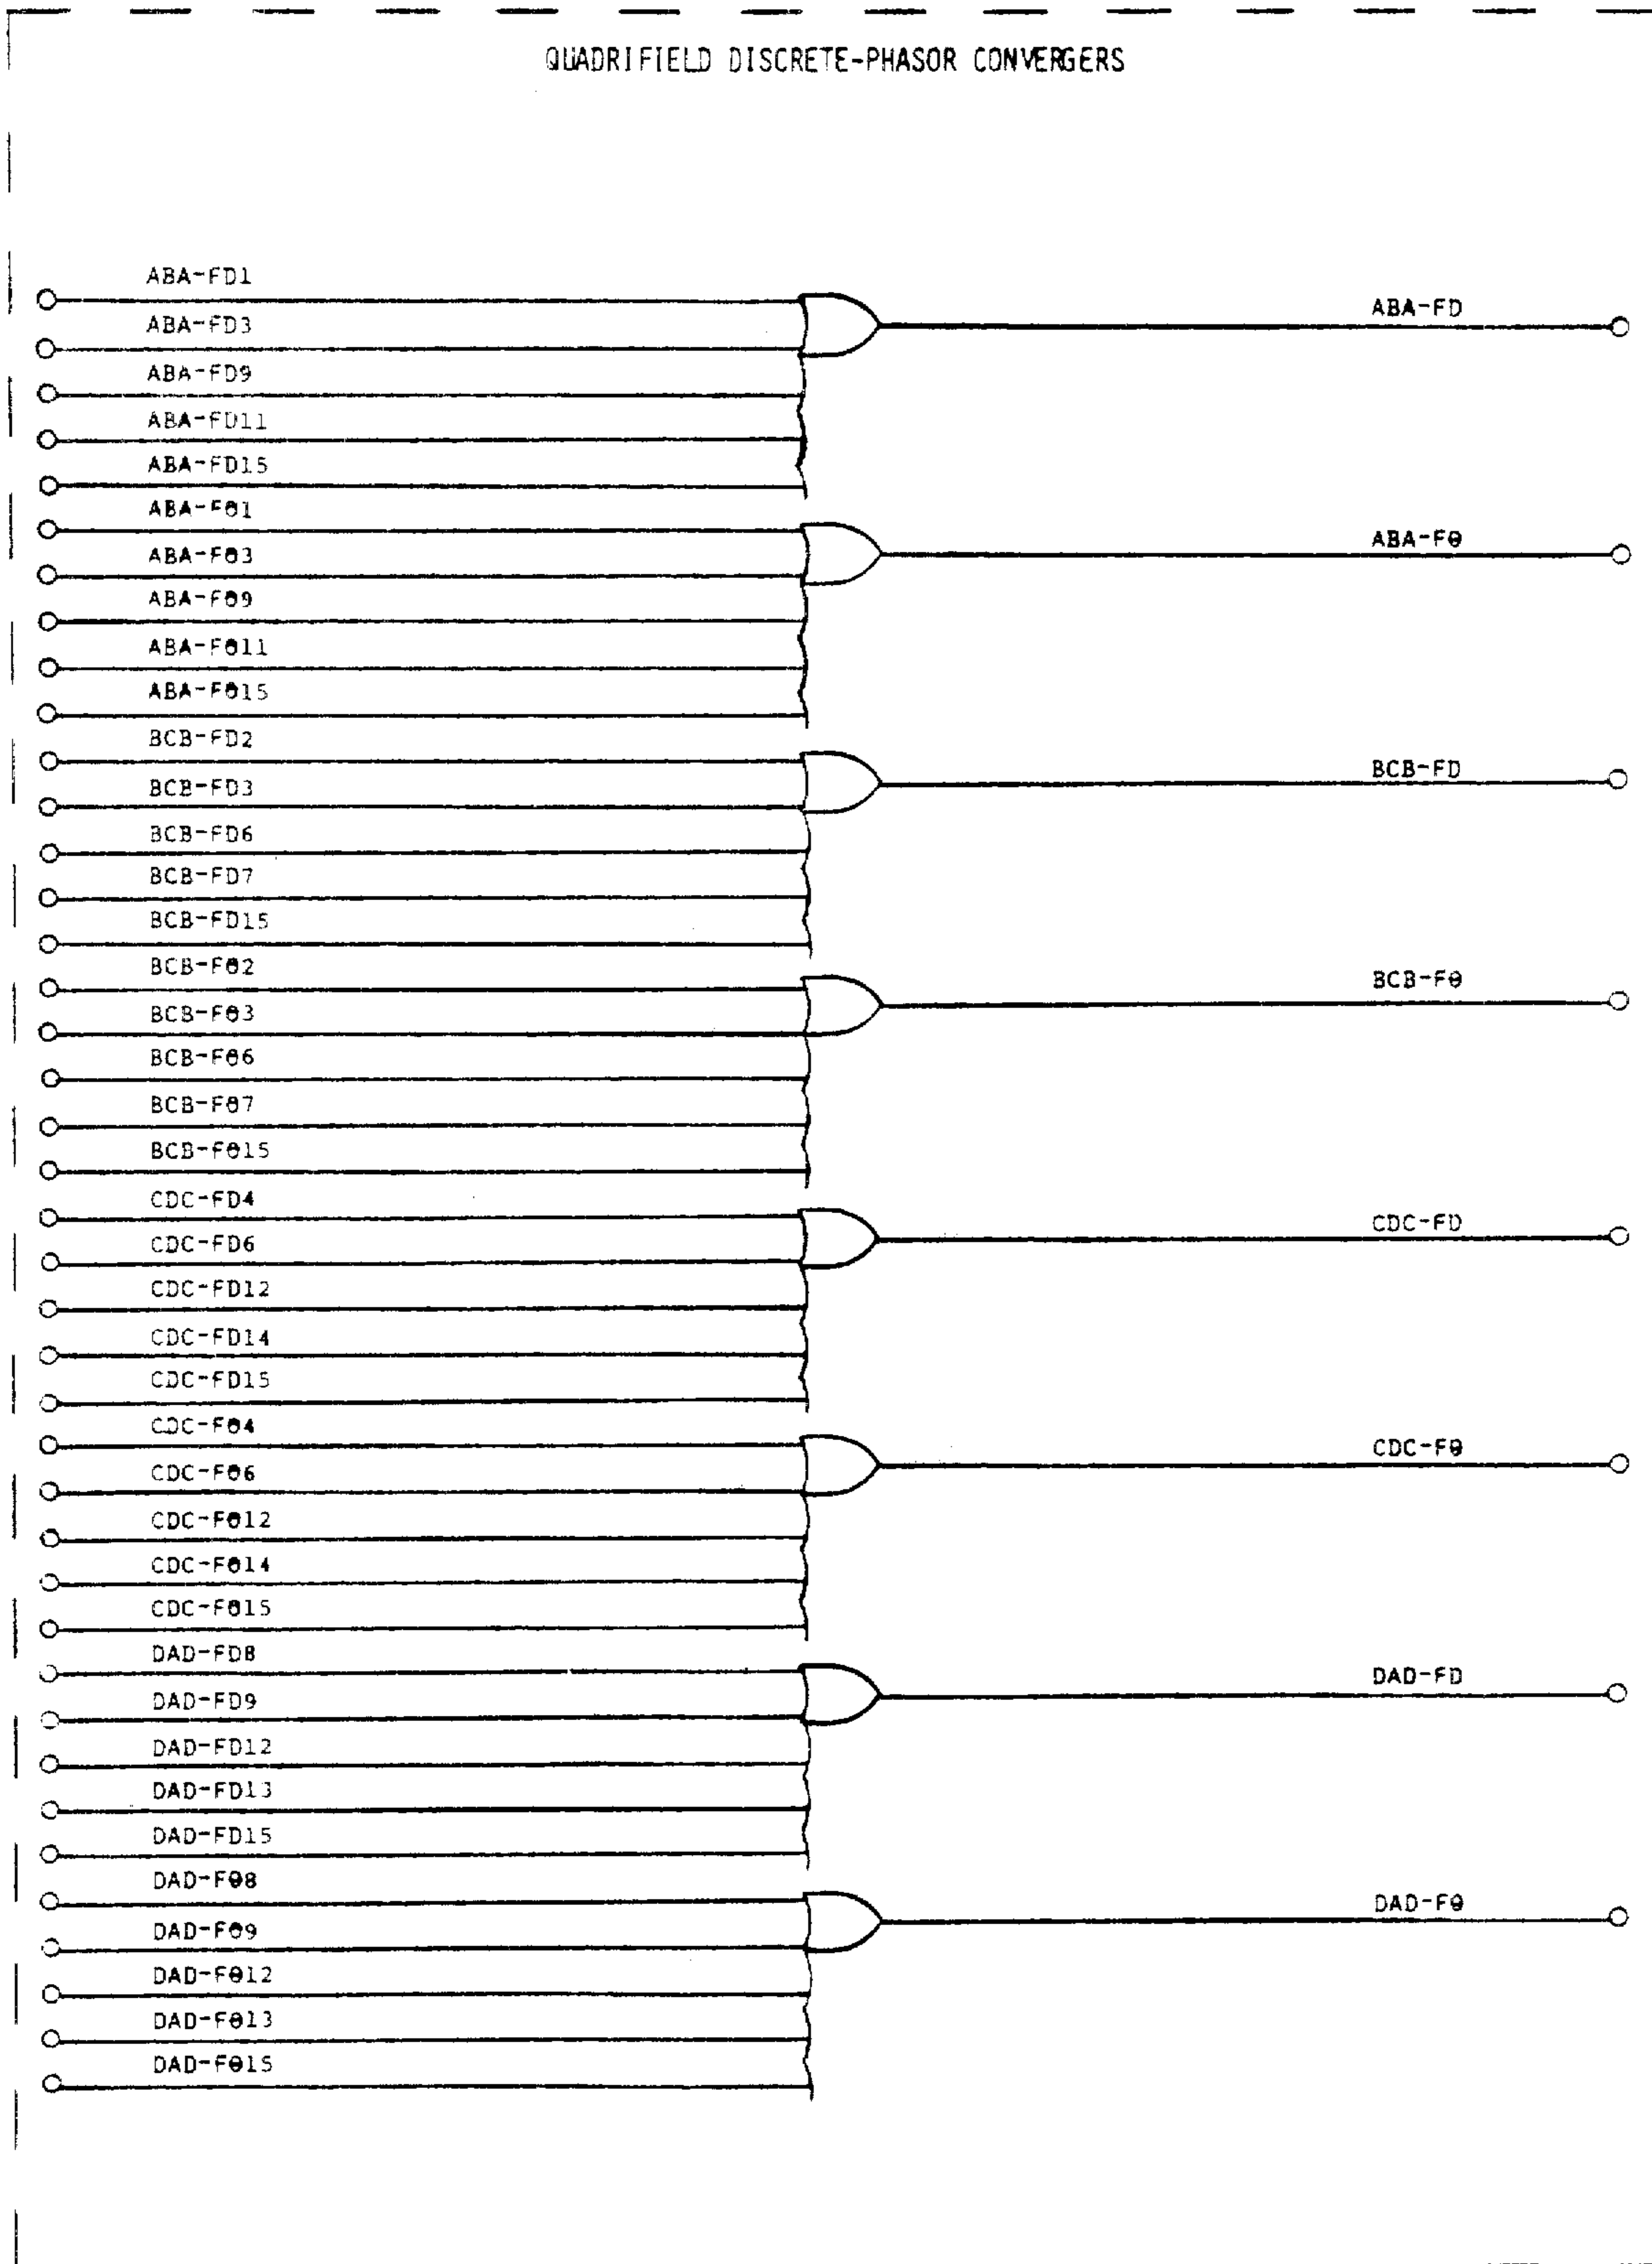 QUADRIFIELD DISCRETE-PHASOR CONVERGERS
ABA-FD1
ABA-FD
ABA-FD3
ABA-FD9
ABA-FD11
ABA-FD15
ABA-Fθ1
ABA-Fθ
ABA-Fθ3
ABA-Fθ9
ABA-Fθ11
ABA-Fθ15
BCB-FD2
BCB-FD
BCB-FD3
BCB-FD6
BCB-FD7
BCB-FD15
BCB-Fθ2
BCB-Fθ
BCB-Fθ3
BCB-Fθ6
BCB-Fθ7
BCB-Fθ15
CDC-FD4
CDC-FD
CDC-FD6
CDC-FD12
CDC-FD14
CDC-FD15
CDC-Fθ4
CDC-Fθ
CDC-Fθ6
CDC-Fθ12
CDC-Fθ14
CDC-Fθ15
DAD-FD8
DAD-FD
DAD-FD9
DAD-FD12
DAD-FD13
DAD-FD15
DAD-Fθ8
DAD-Fθ
DAD-Fθ9
DAD-Fθ12
DAD-Fθ13
DAD-Fθ15